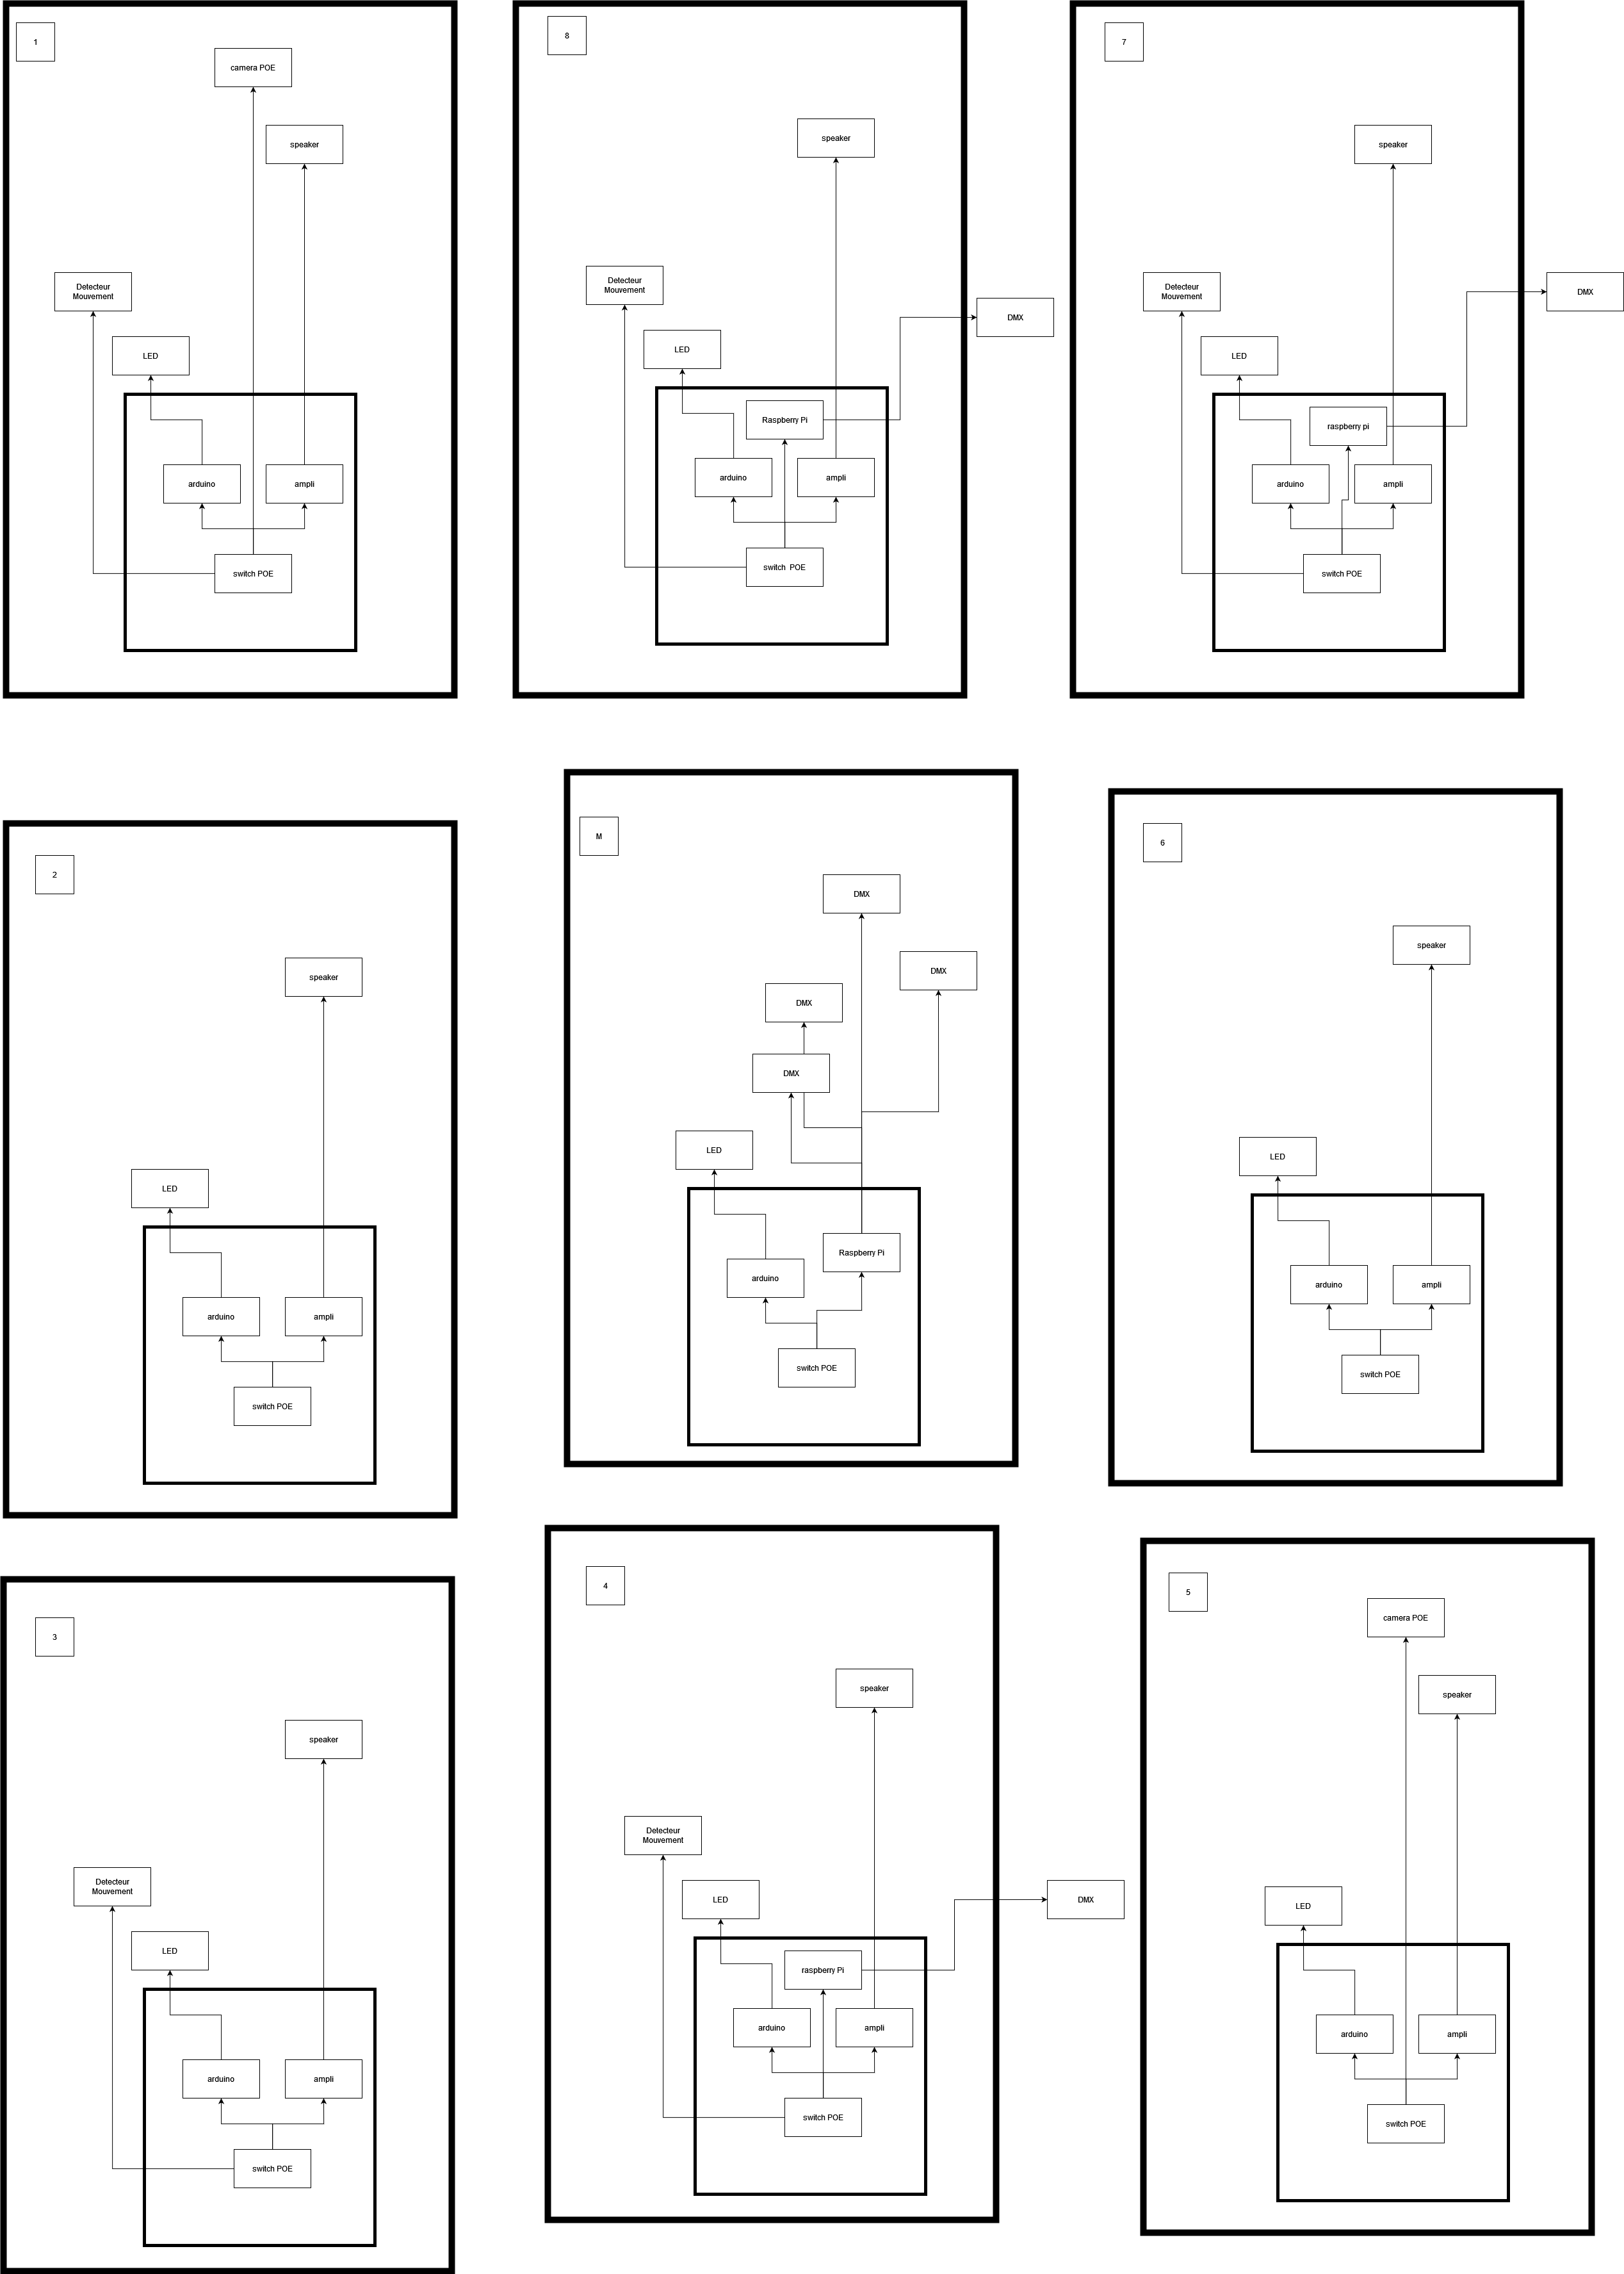 1
camera POE
speaker
Detecteur
Mouvement
LED
arduino
ampli
switch POE
8
speaker
Detecteur
Mouvement
DMX
LED
Raspberry Pi
arduino
ampli
switch  POE
7
speaker
Detecteur
Mouvement
DMX
LED
raspberry pi
arduino
ampli
switch POE
2
speaker
LED
arduino
ampli
switch POE
M
DMX
DMX
DMX
DMX
LED
Raspberry Pi
arduino
switch POE
6
speaker
LED
arduino
ampli
switch POE
3
speaker
Detecteur
Mouvement
LED
arduino
ampli
switch POE
4
speaker
Detecteur
Mouvement
LED
DMX
raspberry Pi
arduino
ampli
switch POE
5
camera POE
speaker
LED
arduino
ampli
switch POE